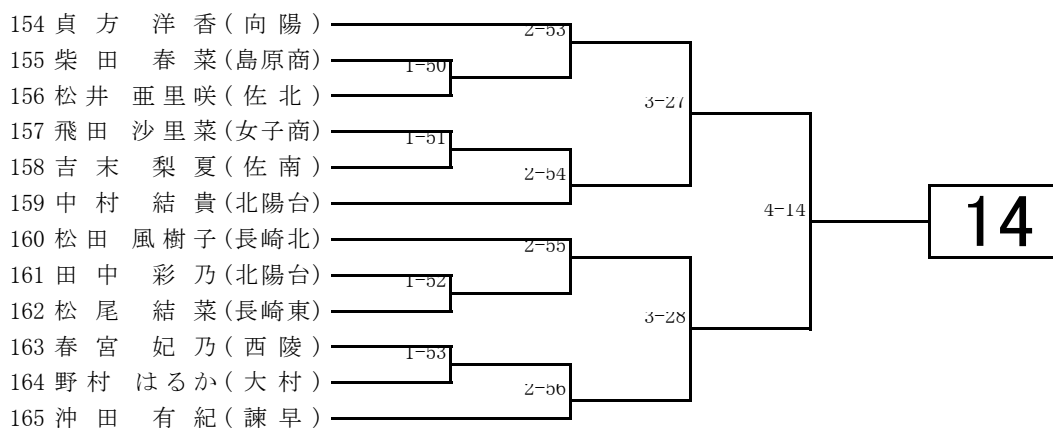 154 貞方 洋香(向陽)
2-53
155 柴田 春菜(島原商)
1-50
156 松井 亜里咲(佐北)
3-27
157 飛田 沙里菜(女子商)
1-51
158 吉末 梨夏(佐南)
2-54
159 中村 結貴(北陽台)
4-14
14
160 松田 風樹子(長崎北)
2-55
161 田中 彩乃(北陽台)
1-52
162 松尾 結菜(長崎東)
3-28
163 春宮 妃乃(西陵)
1-53
164 野村 はるか(大村)
2-56
165 沖田 有紀(諫早)